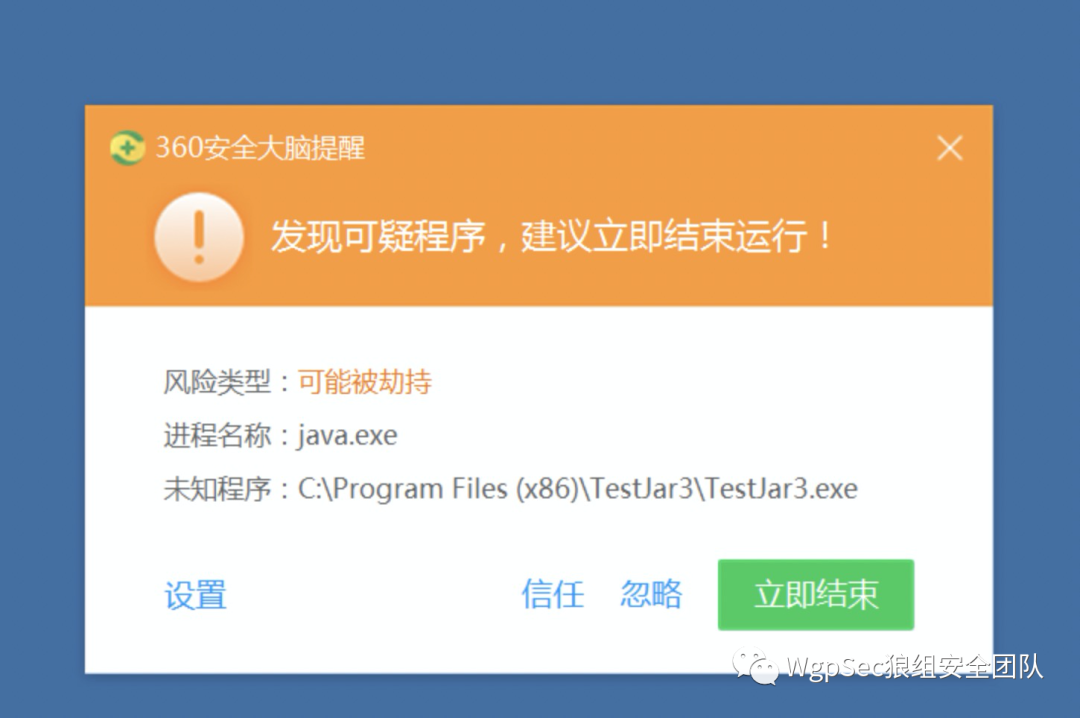 360安全大脑提醒
发现可疑程序，建议立即结束运行！
风险类型：可能被劫持
进程名称：java.exe
未知程序：C:\Program Files (x86)\TestJar3\TestJar3.exe
设置 信任 忽略 立即结束
WgpSec狼组安全团队